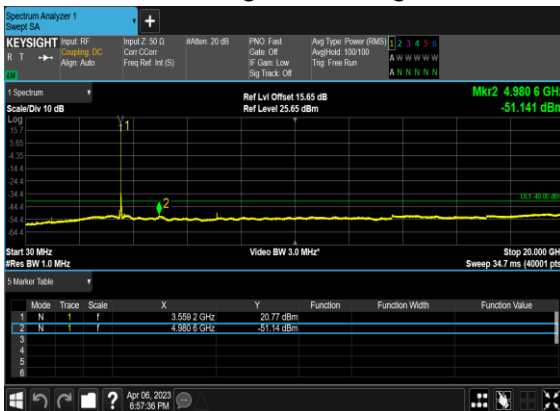 Spectrum Analyzer 1
Swept SA
+
KEYSIGHT Input: RF Input Z: 50 Ω #Atten: 20 dB PNO: Fast Avg Type: Power (RMS) 1 2 3 4 5 6
R T Coupling: DC Corr CCorr Gate: Off Avg|Hold: 100/100 A W W W W W
Align: Auto Freq Ref: Int (S) IF Gain: Low Trig: Free Run
Sig Track: Off A N N N N N
LV
1 Spectrum Ref Lvl Offset 15.65 dB Mkr2 4.980 6 GHz
Scale/Div 10 dB Ref Level 25.65 dBm -51.141 dBm
Log
15.7
5.65
-4.35
-14.4
-24.4
-34.4
-44.4
-54.4
-64.4
1
2
DL1 -40.00 dBm
Start 30 MHz Video BW 3.0 MHz* Stop 20.000 GH
#Res BW 1.0 MHz Sweep 34.7 ms (40001 pts
5 Marker Table
Mode Trace Scale X Y Function Function Width Function Value
1 N 1 f 3.559 2 GHz 20.77 dBm
2 N 1 f 4.980 6 GHz -51.14 dBm
3
4
5
6
? Apr 06, 2023
8:57:36 PM